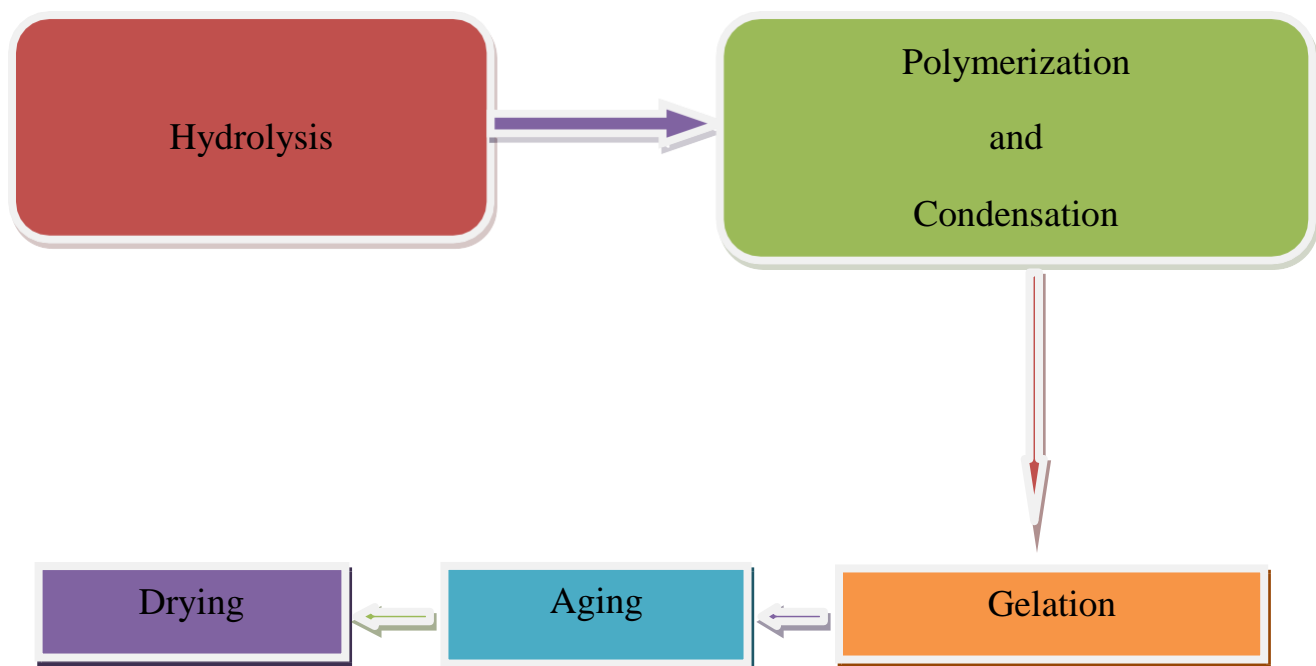 Hydrolysis
Polymerization
and
Condensation
Gelation
Aging
Drying